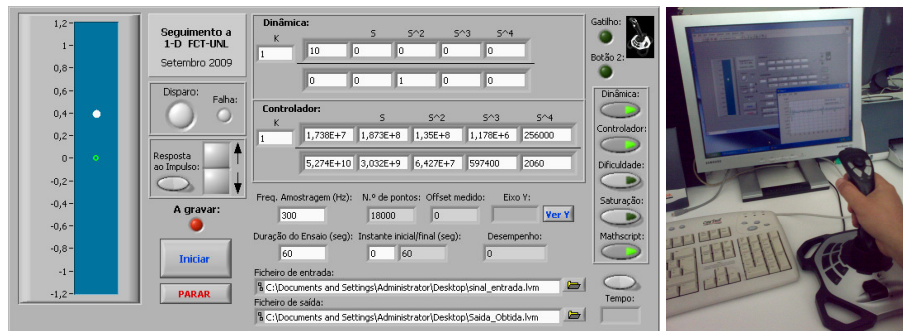 1,2-
1-
0,8-
0,6-
0,4-
0,2-
0-
-0,2-
-0,4-
-0,6-
-0,8-
-1-
-1,2-
Seguimento a
1-D FCT-UNL
Setembro 2009
Disparo:
Falha:
Resposta
ao Impulso:
A gravar:
Iniciar
PARAR
Dinâmica:
K S S^2 S^3 S^4
1 10 0 0 0 0
0 0 1 0 0
Controlador:
K S S^2 S^3 S^4
1 1,738E+7 1,873E+8 1,35E+8 1,178E+6 256000
5,274E+10 3,032E+9 6,427E+7 597400 2060
Freq. Amostragem (Hz): N.º de pontos: Offset medido: Eixo Y:
300 18000 0 Ver Y
Duração do Ensaio (seg): Instante inicial/final (seg): Desempenho:
60 0 60 0
Ficheiro de entrada:
C:\Documents and Settings\Administrator\Desktop\sinal_entrada.lvm
Ficheiro de saída:
C:\Documents and Settings\Administrator\Desktop\Saida_Obtida.lvm
Gatilho:
Botão 2:
Dinâmica:
Controlador:
Dificuldade:
Saturação:
Mathscript:
Tempo: